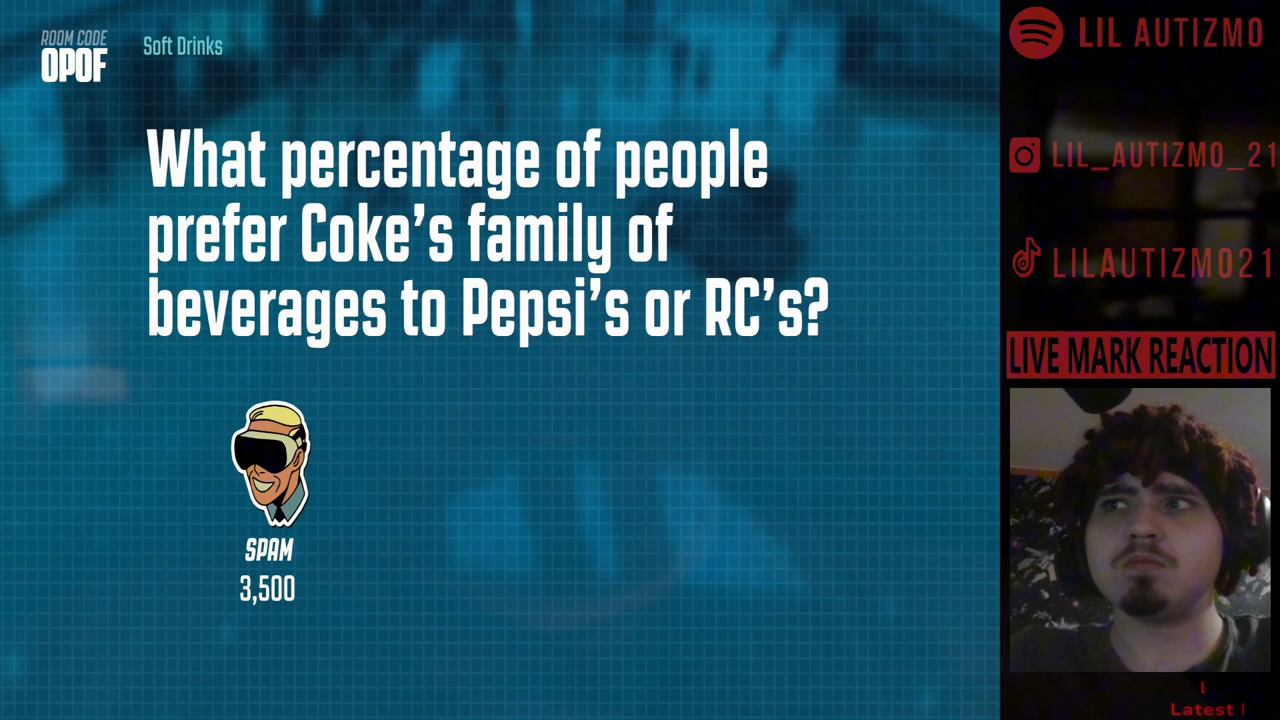 ROOM CODE
OPOF
Soft Drinks
What percentage of people
prefer Coke's family of
beverages to Pepsi's or RC's?
SPAM
3,500
LIL AUTIZMO
LIL_AUTIZMO_21
LILAUTIZMO21
LIVE MARK REACTION
Latest